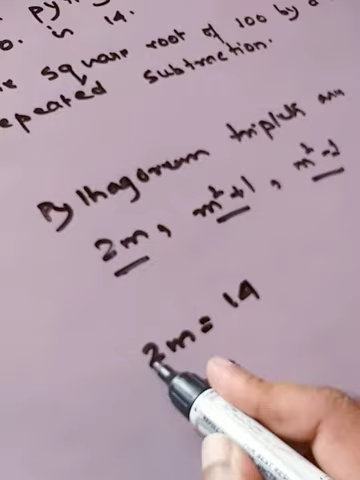 Py
o. in 14.
square root of 100 by
repeated subtraction.
Pythagorean triplets are
2m, m²+1, m²-1
2m = 14